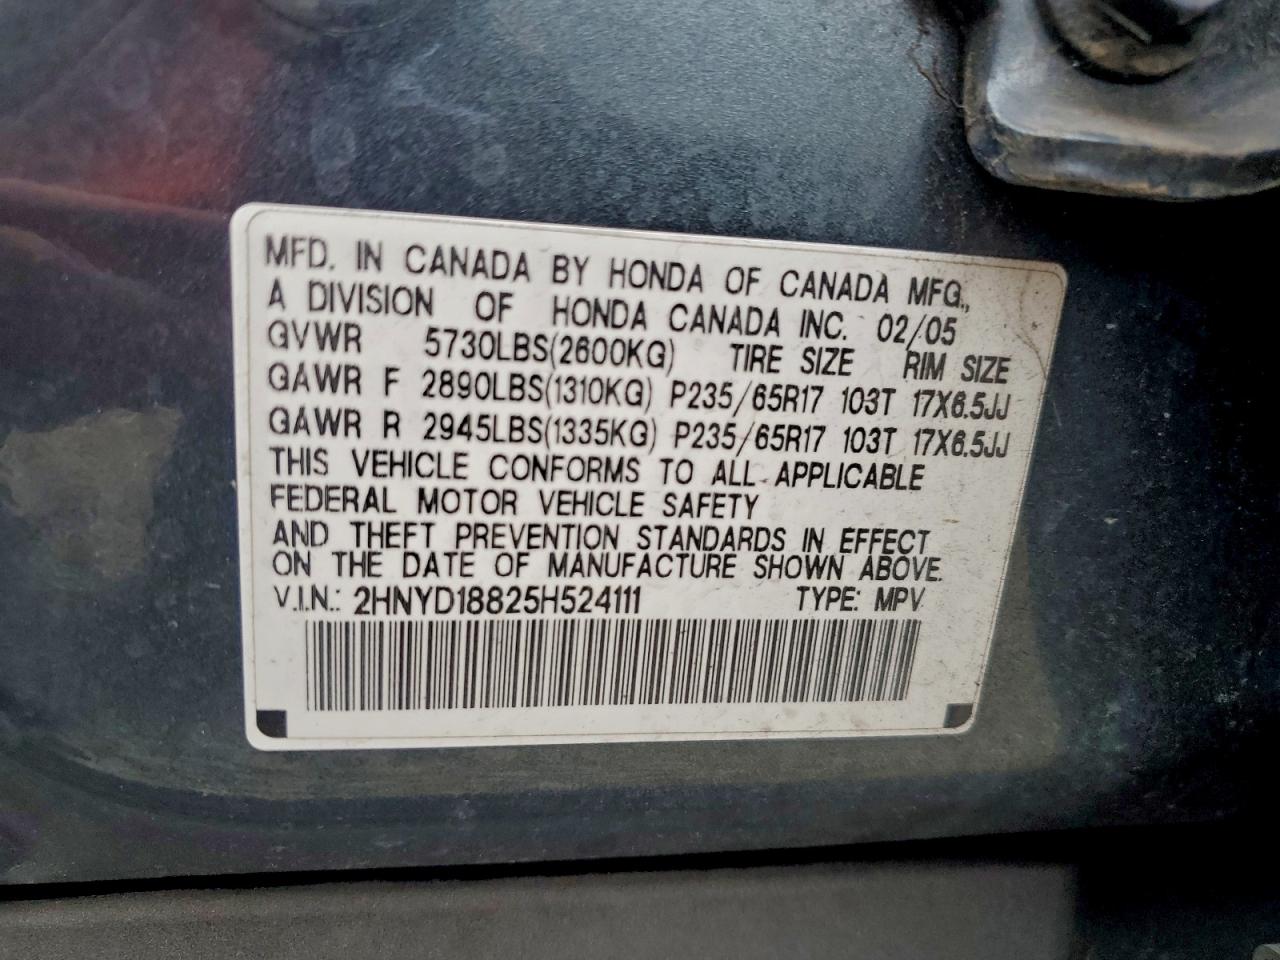 MFD. IN CANADA BY HONDA OF CANADA MFG.,
A DIVISION OF HONDA CANADA INC. 02/05
GVWR 5730LBS(2600KG) TIRE SIZE RIM SIZE
GAWR F 2890LBS(1310KG) P235/65R17 103T 17X6.5JJ
GAWR R 2945LBS(1335KG) P235/65R17 103T 17X6.5JJ
THIS VEHICLE CONFORMS TO ALL APPLICABLE
FEDERAL MOTOR VEHICLE SAFETY
AND THEFT PREVENTION STANDARDS IN EFFECT
ON THE DATE OF MANUFACTURE SHOWN ABOVE.
V.I.N.: 2HNYD18825H524111 TYPE: MPV